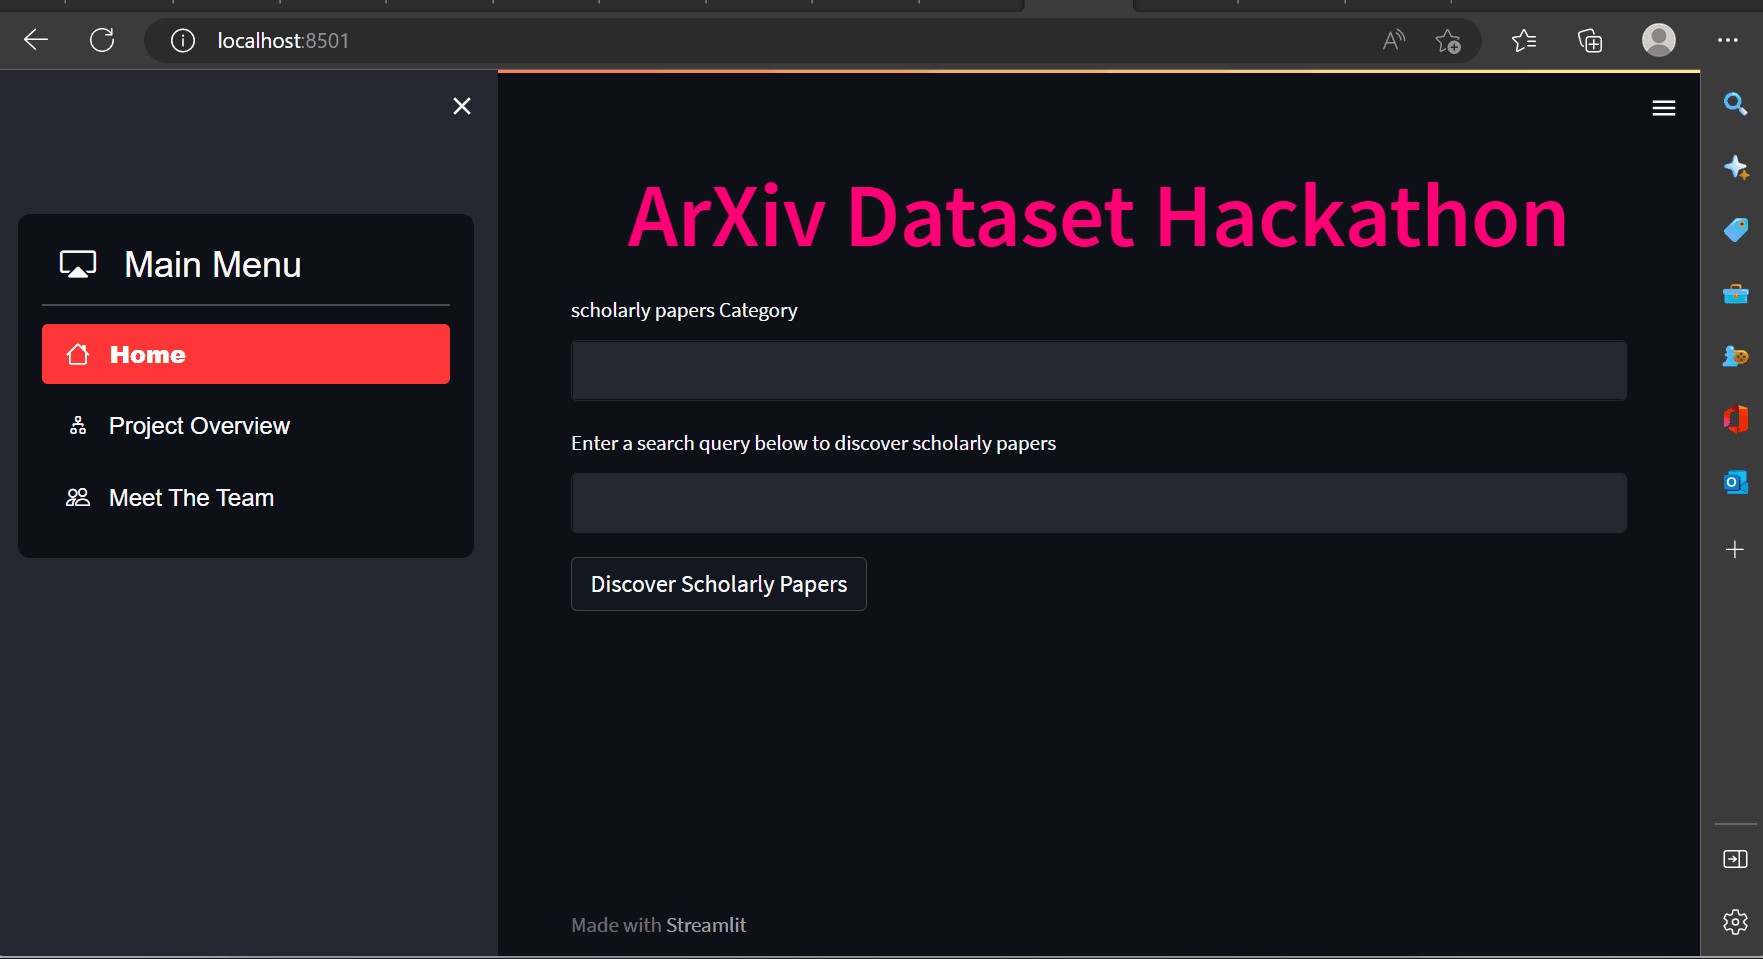 localhost:8501
Main Menu
Home
Project Overview
Meet The Team
ArXiv Dataset Hackathon
scholarly papers Category
Enter a search query below to discover scholarly papers
Discover Scholarly Papers
Made with Streamlit